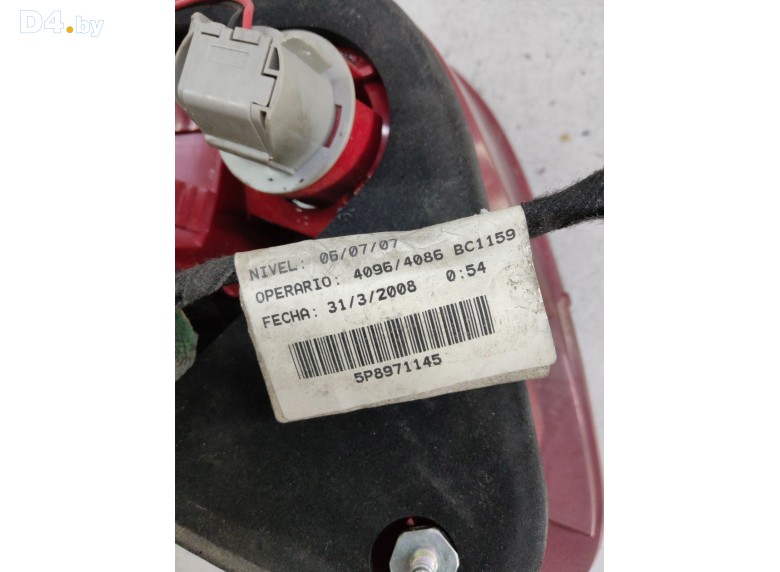 D4.by
NIVEL: 06/07/07
OPERARIO: 4096/4086 BC1159
FECHA: 31/3/2008 0:54
5P8971145